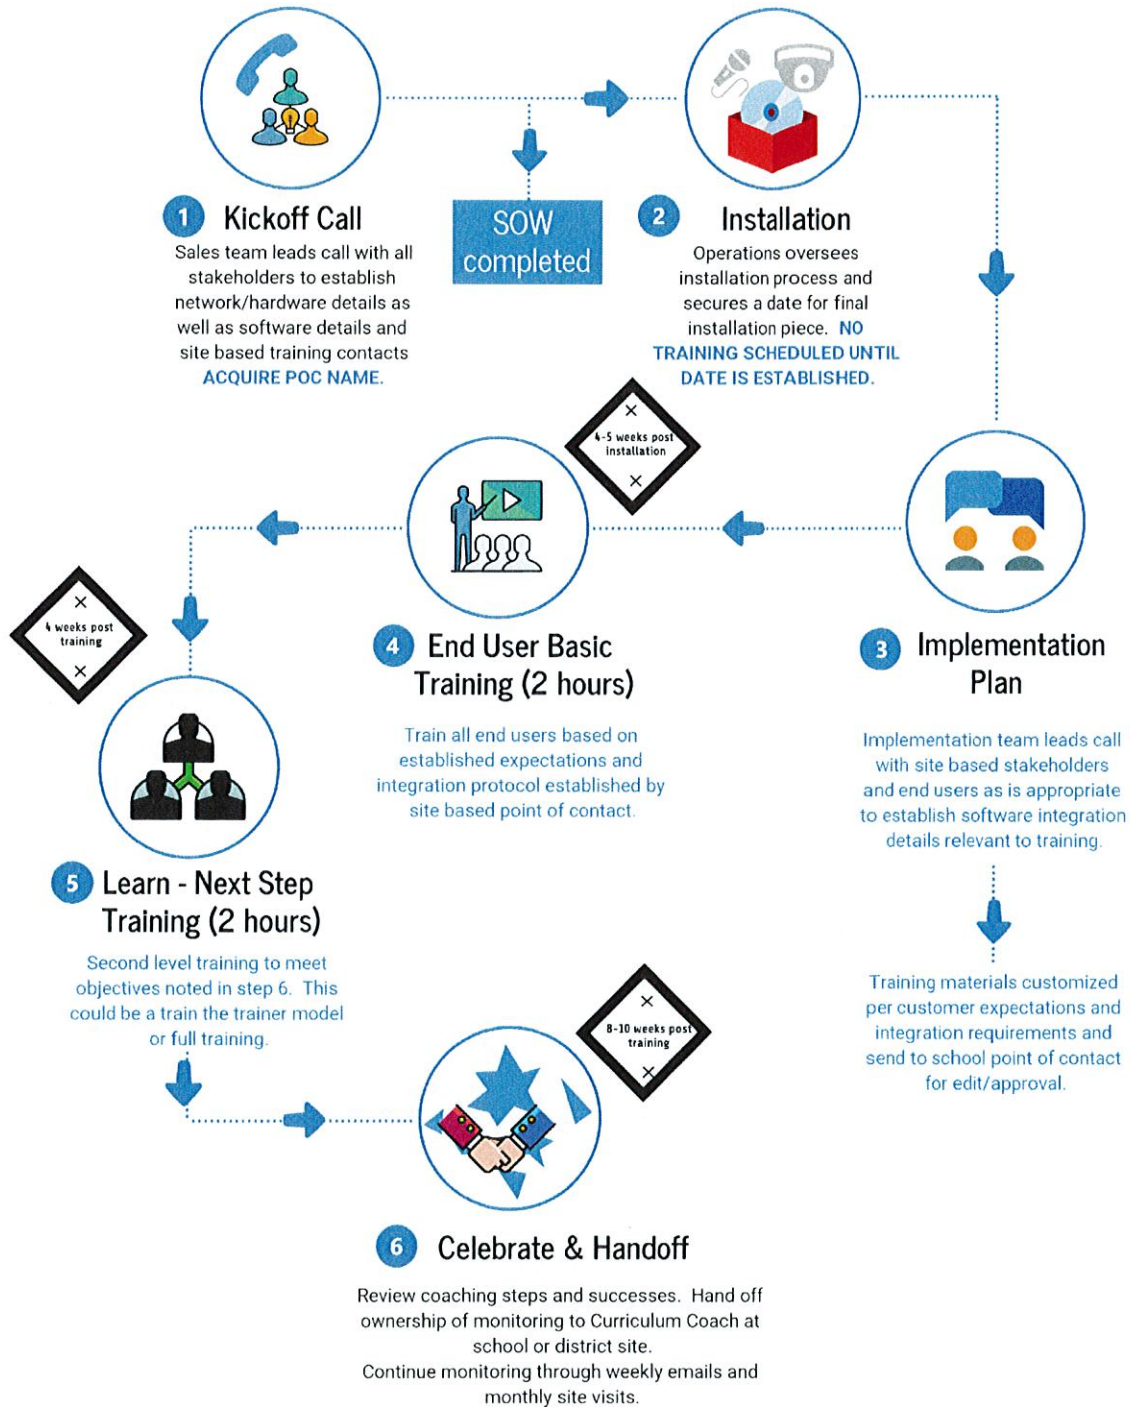 1 Kickoff Call
Sales team leads call with all
stakeholders to establish
network/hardware details as
well as software details and
site based training contacts
ACQUIRE POC NAME.
SOW
completed
2 Installation
Operations oversees
installation process and
secures a date for final
installation piece. NO
TRAINING SCHEDULED UNTIL
DATE IS ESTABLISHED.
3 Implementation
Plan
Implementation team leads call
with site based stakeholders
and end users as is appropriate
to establish software integration
details relevant to training.
Training materials customized
per customer expectations and
integration requirements and
send to school point of contact
for edit/approval.
4-5 weeks post
installation
4 End User Basic
Training (2 hours)
Train all end users based on
established expectations and
integration protocol established by
site based point of contact.
4 weeks post
training
5 Learn - Next Step
Training (2 hours)
Second level training to meet
objectives noted in step 6. This
could be a train the trainer model
or full training.
8-10 weeks post
training
6 Celebrate & Handoff
Review coaching steps and successes. Hand off
ownership of monitoring to Curriculum Coach at
school or district site.
Continue monitoring through weekly emails and
monthly site visits.